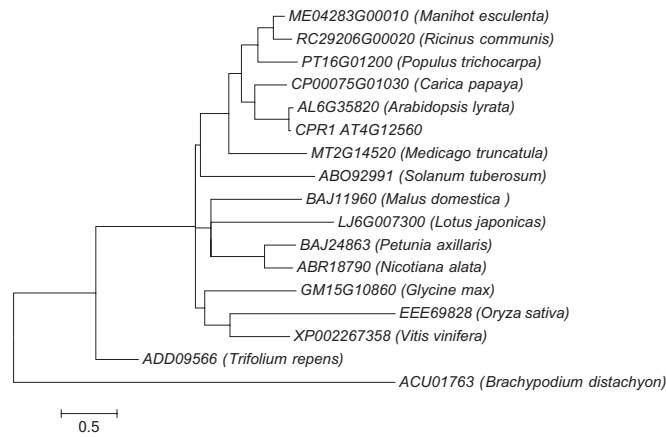 ME04283G00010 (Manihot esculenta)
RC29206G00020 (Ricinus communis)
PT16G01200 (Populus trichocarpa)
CP00075G01030 (Carica papaya)
AL6G35820 (Arabidopsis lyrata)
CPR1 AT4G12560
MT2G14520 (Medicago truncatula)
ABO92991 (Solanum tuberosum)
BAJ11960 (Malus domestica )
LJ6G007300 (Lotus japonicas)
BAJ24863 (Petunia axillaris)
ABR18790 (Nicotiana alata)
GM15G10860 (Glycine max)
EEE69828 (Oryza sativa)
XP002267358 (Vitis vinifera)
ADD09566 (Trifolium repens)
ACU01763 (Brachypodium distachyon)
0.5